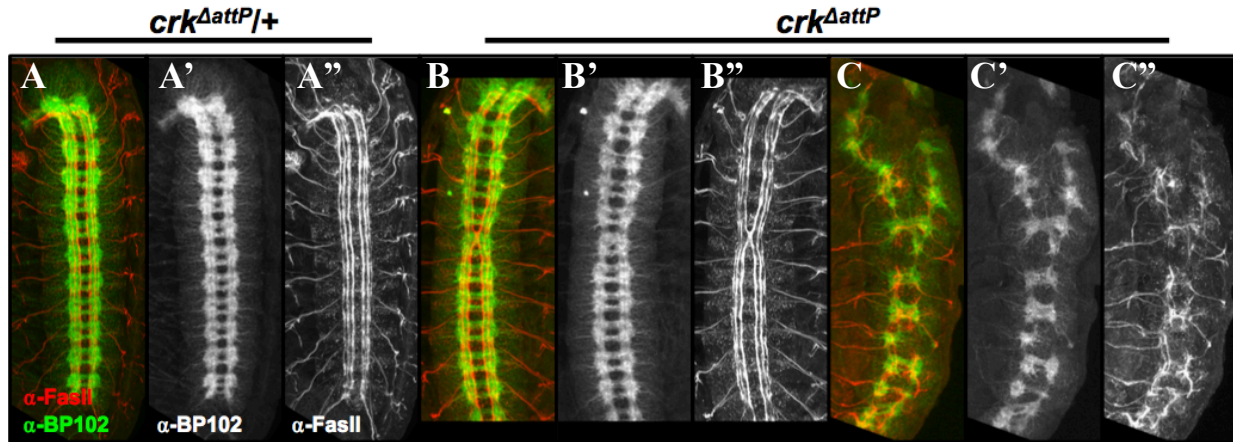 crkΔattP/+ crkΔattP
A A’ A’’ B B’ B’’ C C’ C’’
α-FasII
α-BP102 α-BP102 α-FasII